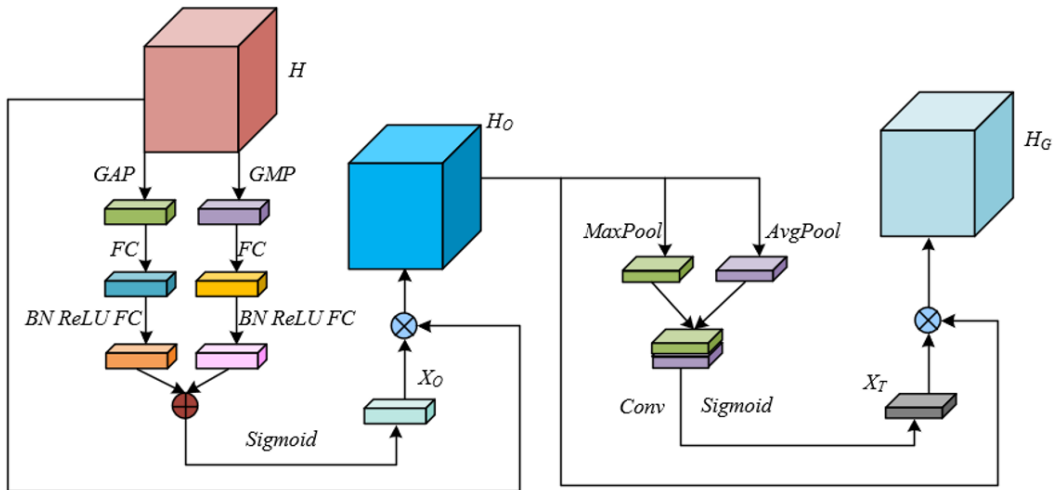 H
GAP
GMP
FC
FC
BN ReLU FC
BN ReLU FC
Sigmoid
X_O
H_O
MaxPool
AvgPool
Conv
Sigmoid
X_T
H_G